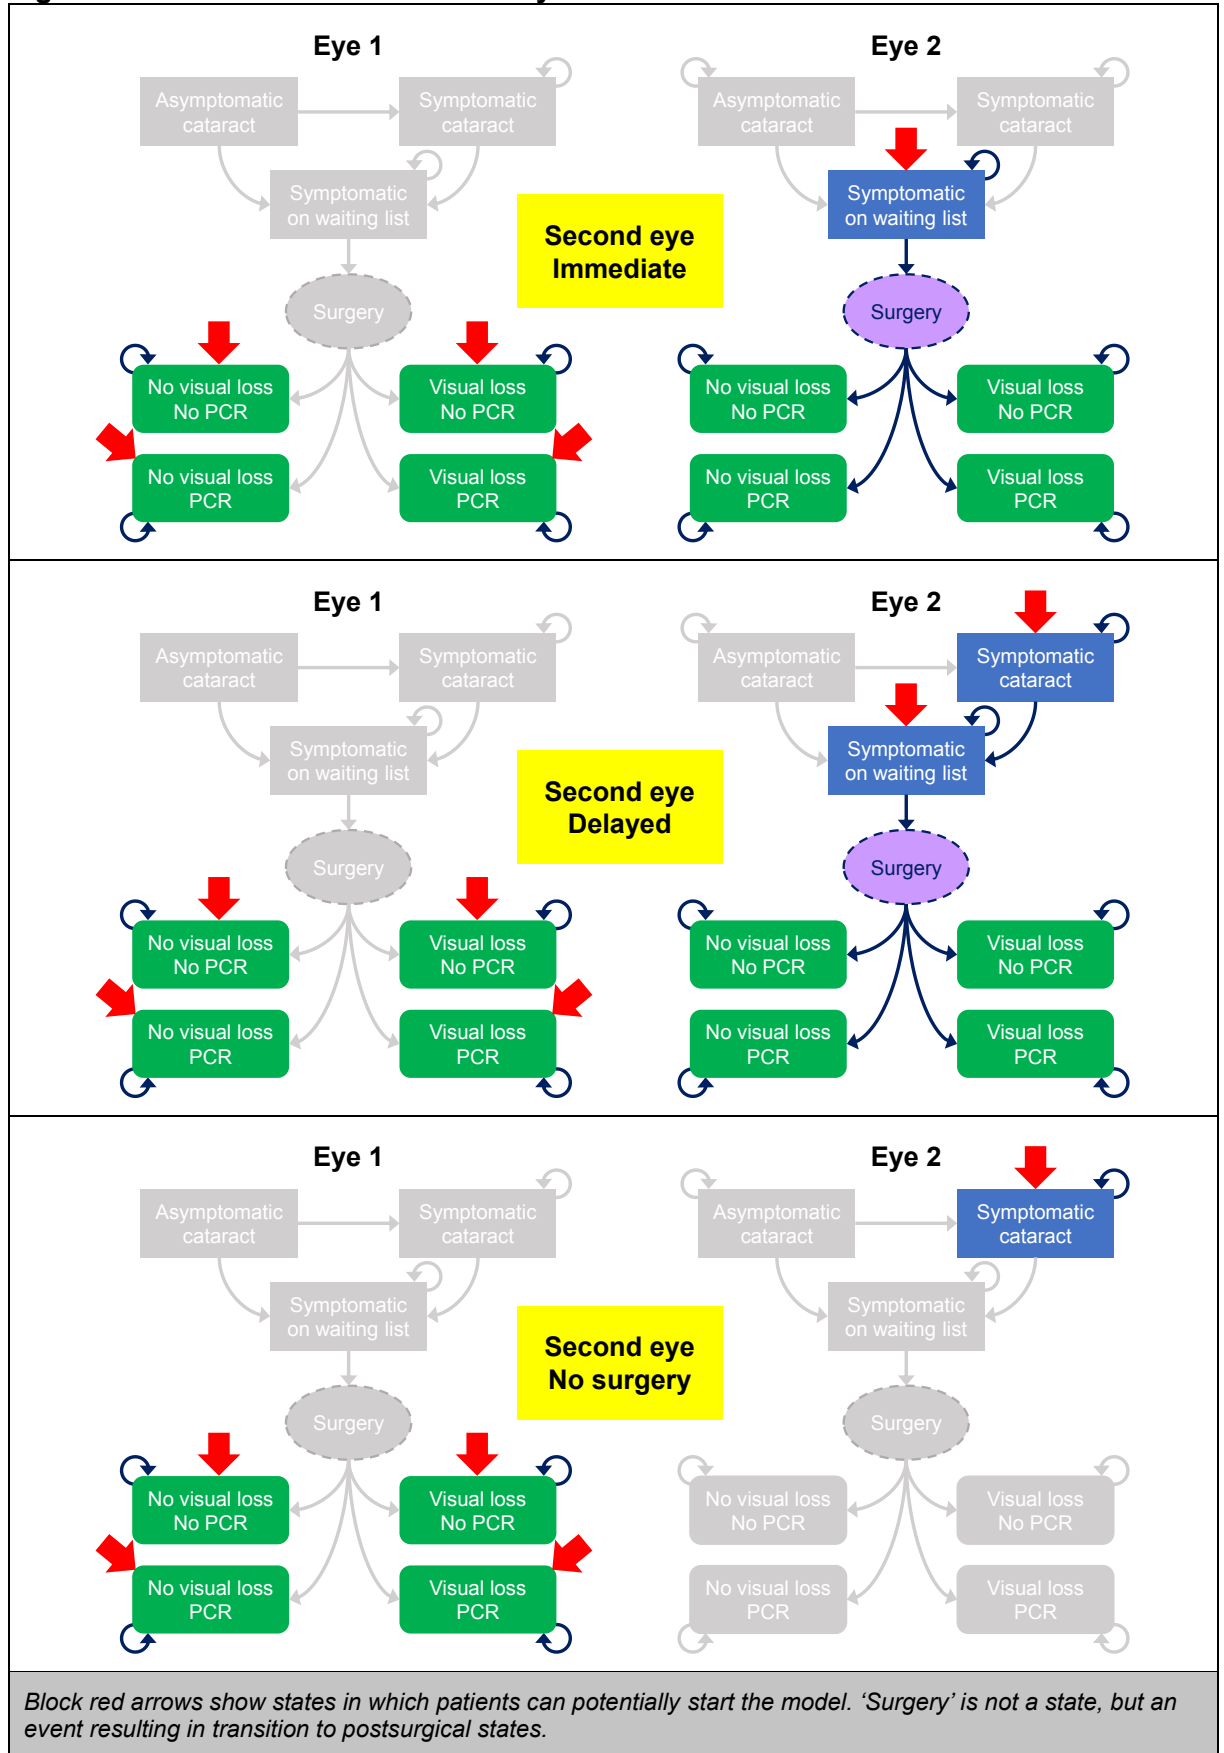 Eye 1
Eye 2
Asymptomatic
cataract
Symptomatic
cataract
Asymptomatic
cataract
Symptomatic
cataract
Symptomatic
on waiting list
Symptomatic
on waiting list
Second eye
Immediate
Surgery
Surgery
No visual loss
No PCR
Visual loss
No PCR
No visual loss
No PCR
Visual loss
No PCR
No visual loss
PCR
Visual loss
PCR
No visual loss
PCR
Visual loss
PCR
Eye 1
Eye 2
Asymptomatic
cataract
Symptomatic
cataract
Asymptomatic
cataract
Symptomatic
cataract
Symptomatic
on waiting list
Symptomatic
on waiting list
Second eye
Delayed
Surgery
Surgery
No visual loss
No PCR
Visual loss
No PCR
No visual loss
No PCR
Visual loss
No PCR
No visual loss
PCR
Visual loss
PCR
No visual loss
PCR
Visual loss
PCR
Eye 1
Eye 2
Asymptomatic
cataract
Symptomatic
cataract
Asymptomatic
cataract
Symptomatic
cataract
Symptomatic
on waiting list
Symptomatic
on waiting list
Second eye
No surgery
Surgery
Surgery
No visual loss
No PCR
Visual loss
No PCR
No visual loss
No PCR
Visual loss
No PCR
No visual loss
PCR
Visual loss
PCR
No visual loss
PCR
Visual loss
PCR
Block red arrows show states in which patients can potentially start the model. ‘Surgery’ is not a state, but an
event resulting in transition to postsurgical states.